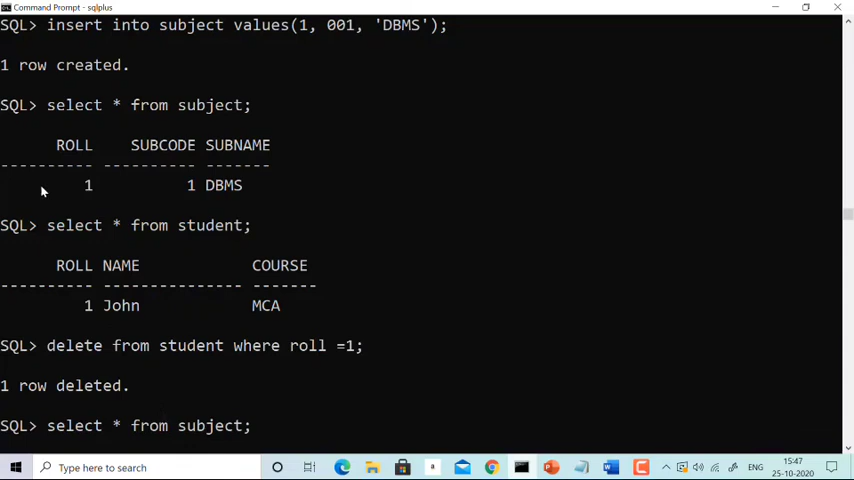 Command Prompt - sqlplus
SQL> insert into subject values(1, 001, 'DBMS');
1 row created.
SQL> select * from subject;
ROLL SUBCODE SUBNAME
---------- ---------- -------
1 1 DBMS
SQL> select * from student;
ROLL NAME COURSE
---------- --------------- -------
1 John MCA
SQL> delete from student where roll =1;
1 row deleted.
SQL> select * from subject;
Type here to search
a
ENG
15:47
25-10-2020